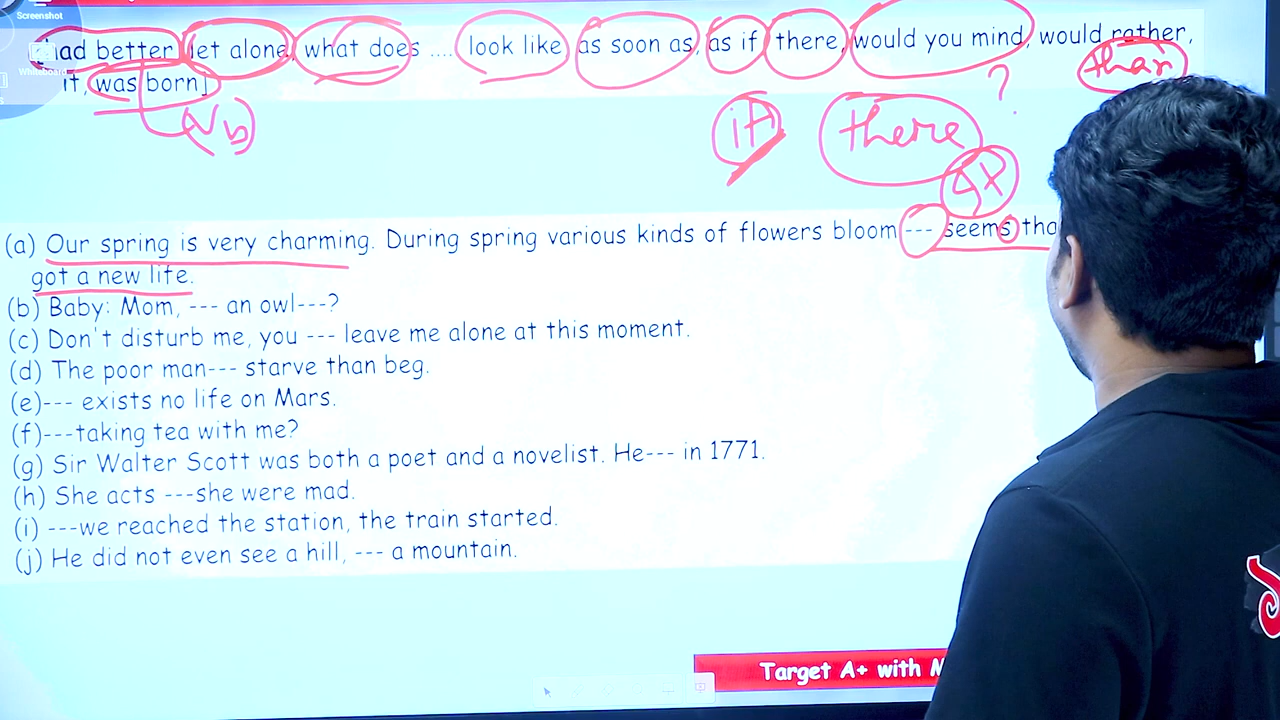 Screenshot
had better, let alone, what does .... look like, as soon as, as if, there, would you mind, would rather,
than
Whiteboard
it, was born]
?
(Vb)
it
there
(a) Our spring is very charming. During spring various kinds of flowers bloom --- seems
got a new life.
(b) Baby: Mom, --- an owl---?
(c) Don't disturb me, you --- leave me alone at this moment.
(d) The poor man--- starve than beg.
(e)--- exists no life on Mars.
(f)---taking tea with me?
(g) Sir Walter Scott was both a poet and a novelist. He--- in 1771.
(h) She acts ---she were mad.
(i) ---we reached the station, the train started.
(j) He did not even see a hill, --- a mountain.
Target A+ with